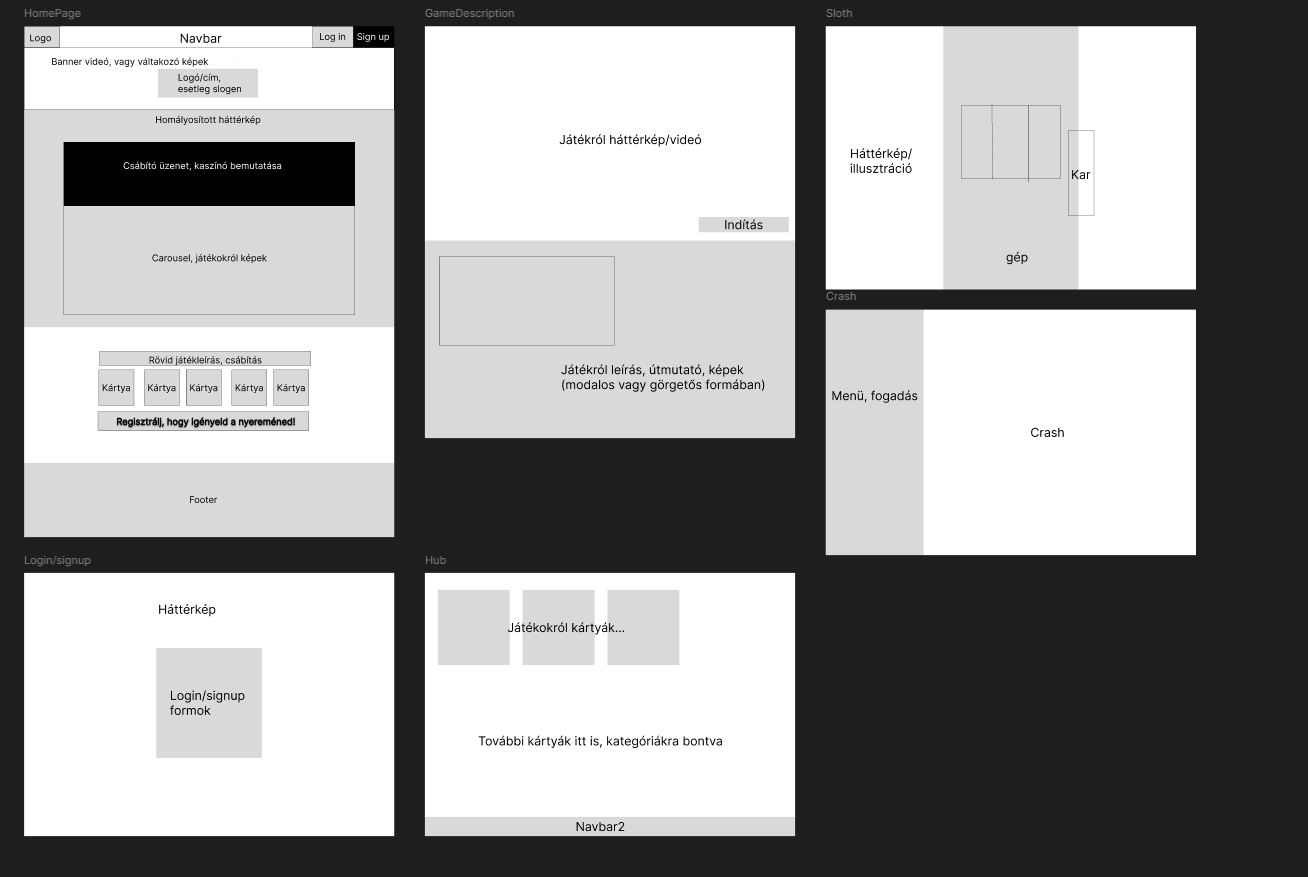 HomePage
Logo
Navbar
Log in
Sign up
Banner videó, vagy váltakozó képek
Logó/cím,
esetleg slogen
Homályosított háttérkép
Csábító üzenet, kaszínó bemutatása
Carousel, játékokról képek
Rövid játékleírás, csábítás
Kártya
Kártya
Kártya
Kártya
Kártya
Regisztrálj, hogy igényeld a nyereméned!
Footer
GameDescription
Játékról háttérkép/videó
Indítás
Játékról leírás, útmutató, képek
(modalos vagy görgetős formában)
Sloth
Háttérkép/
illusztráció
Kar
gép
Crash
Menü, fogadás
Crash
Login/signup
Háttérkép
Login/signup
formok
Hub
Játékokról kártyák...
További kártyák itt is, kategóriákra bontva
Navbar2